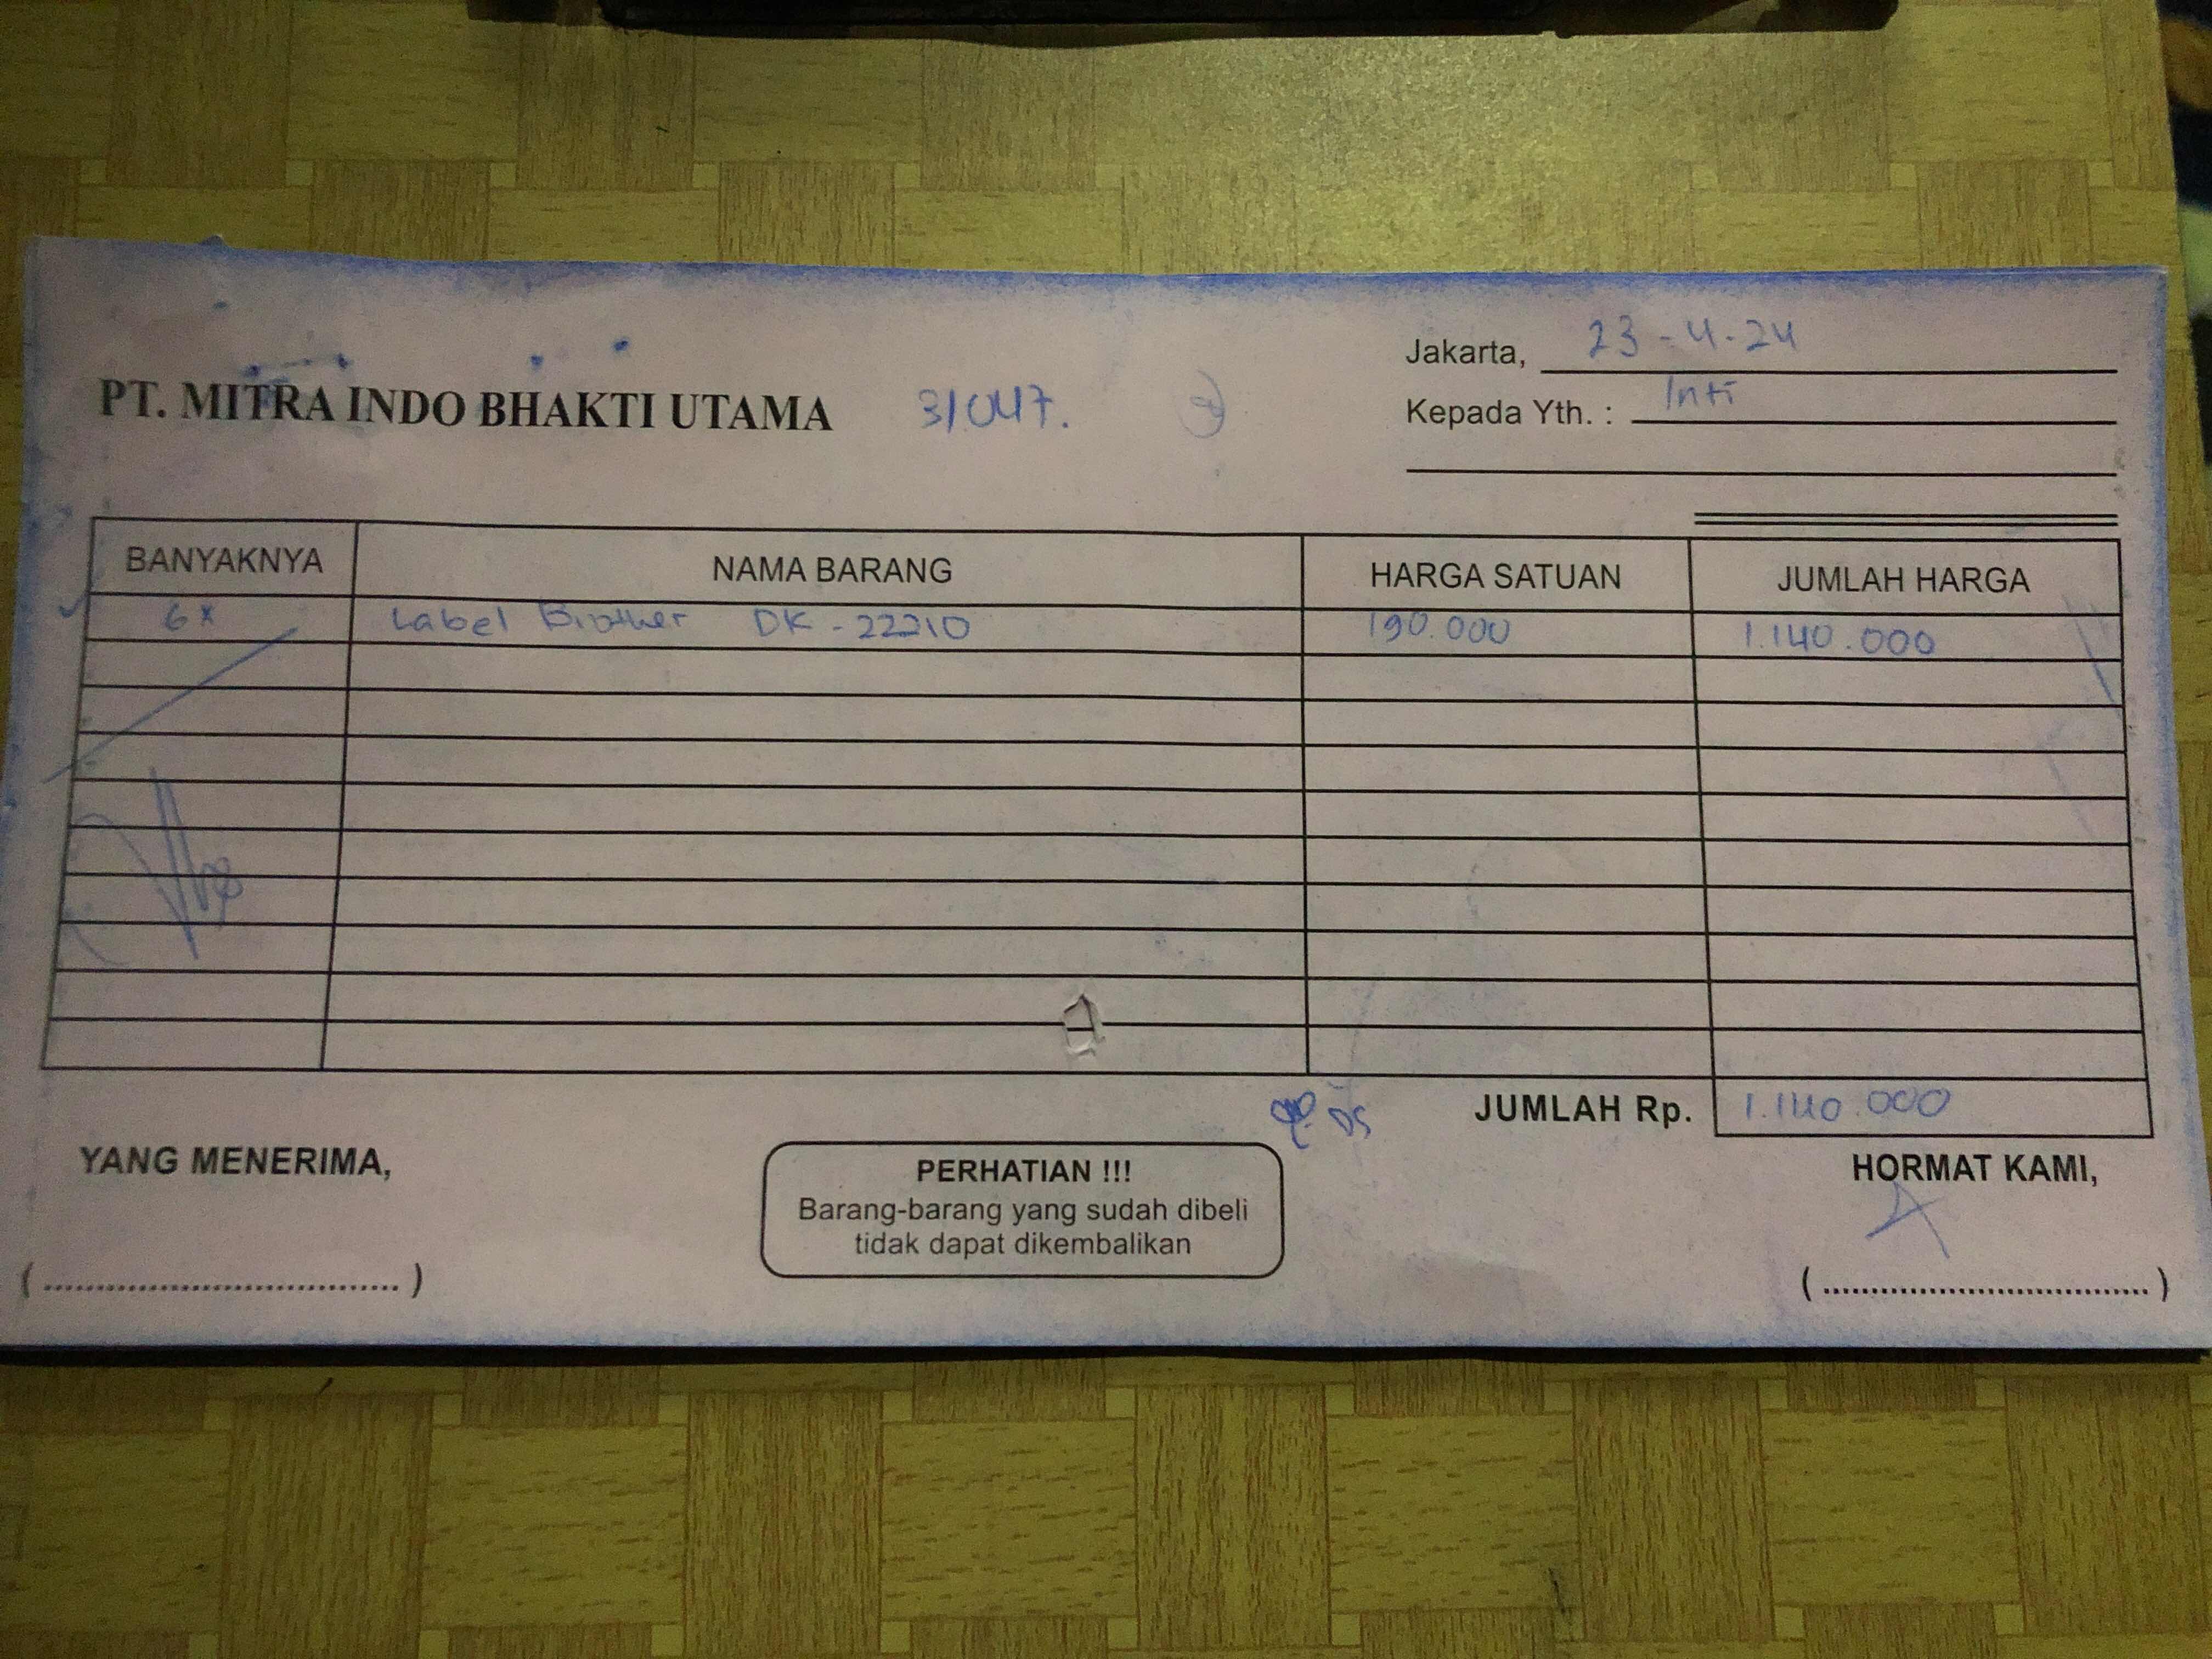 Jakarta, 23-4-24
PT. MITRA INDO BHAKTI UTAMA 31047.
Kepada Yth. : Inti
BANYAKNYA NAMA BARANG HARGA SATUAN JUMLAH HARGA
6x Label Brother DK-22210 190.000 1.140.000
JUMLAH Rp. 1.140.000
YANG MENERIMA,
PERHATIAN !!!
Barang-barang yang sudah dibeli
tidak dapat dikembalikan
HORMAT KAMI,
(....................................)
(....................................)